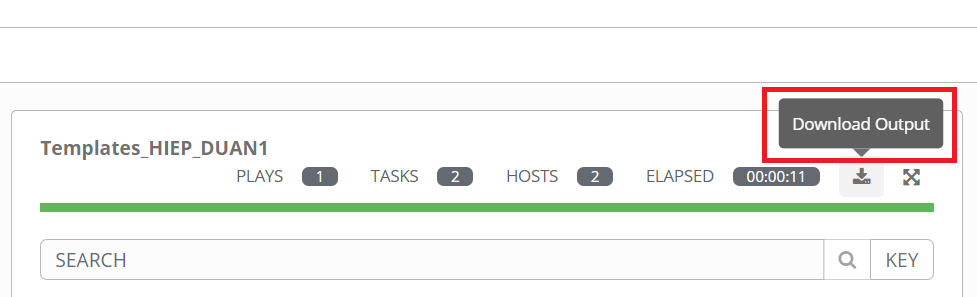 Download Output
Templates_HIEP_DUAN1
PLAYS 1 TASKS 2 HOSTS 2 ELAPSED 00:00:11
SEARCH KEY